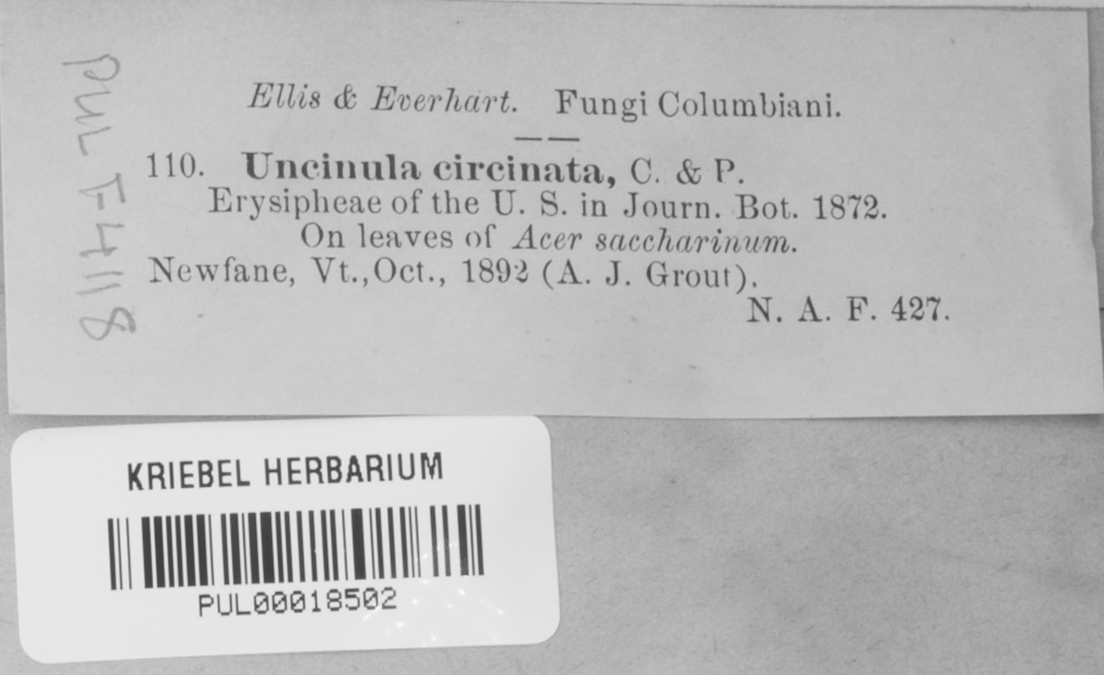 Ellis & Everhart. Fungi Columbiani.
110. Uncinula circinata, C. & P.
Erysipheae of the U. S. in Journ. Bot. 1872.
On leaves of Acer saccharinum.
Newfane, Vt., Oct., 1892 (A. J. Grout).
N. A. F. 427.
PUL F4118
KRIEBEL HERBARIUM
PUL00018502